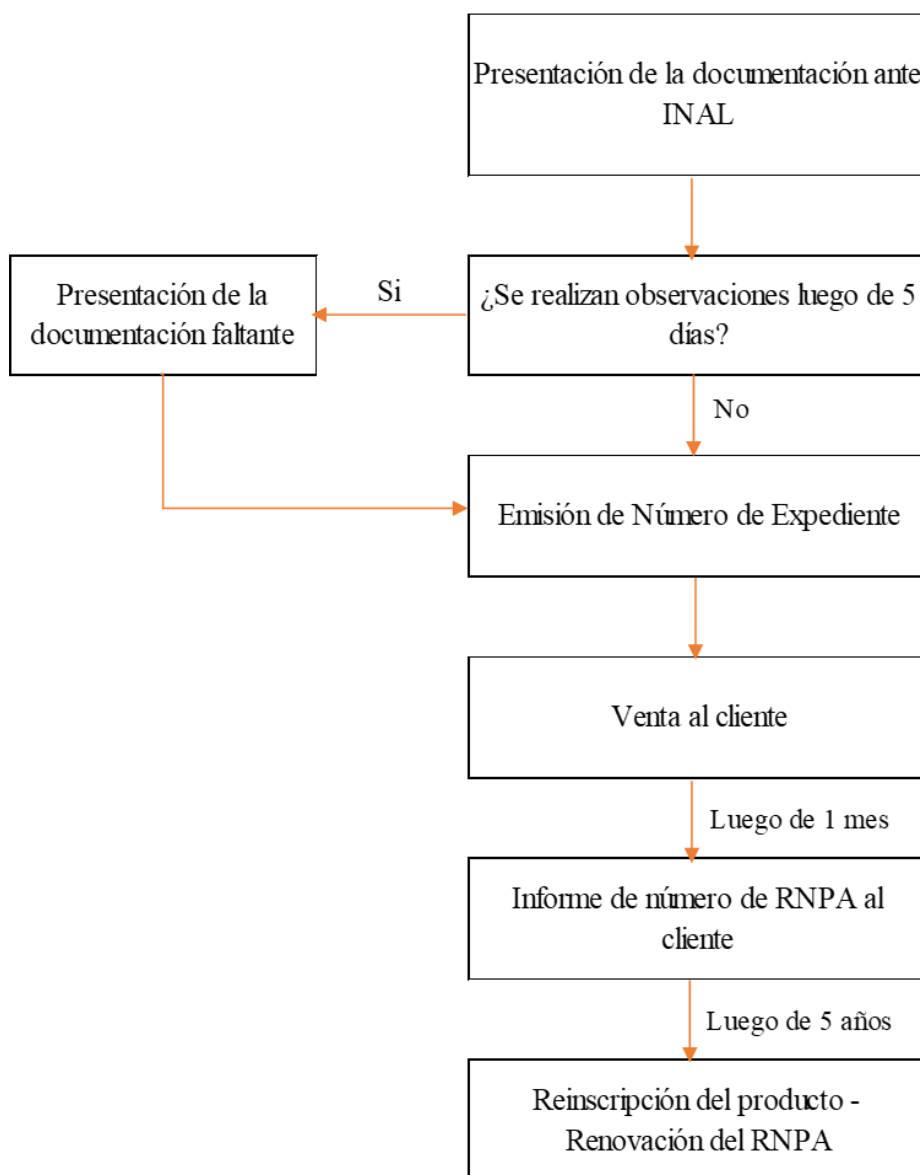 Presentación de la documentación ante
INAL
Presentación de la
documentación faltante
Si
¿Se realizan observaciones luego de 5
días?
No
Emisión de Número de Expediente
Venta al cliente
Luego de 1 mes
Informe de número de RNPA al
cliente
Luego de 5 años
Reinscripción del producto -
Renovación del RNPA